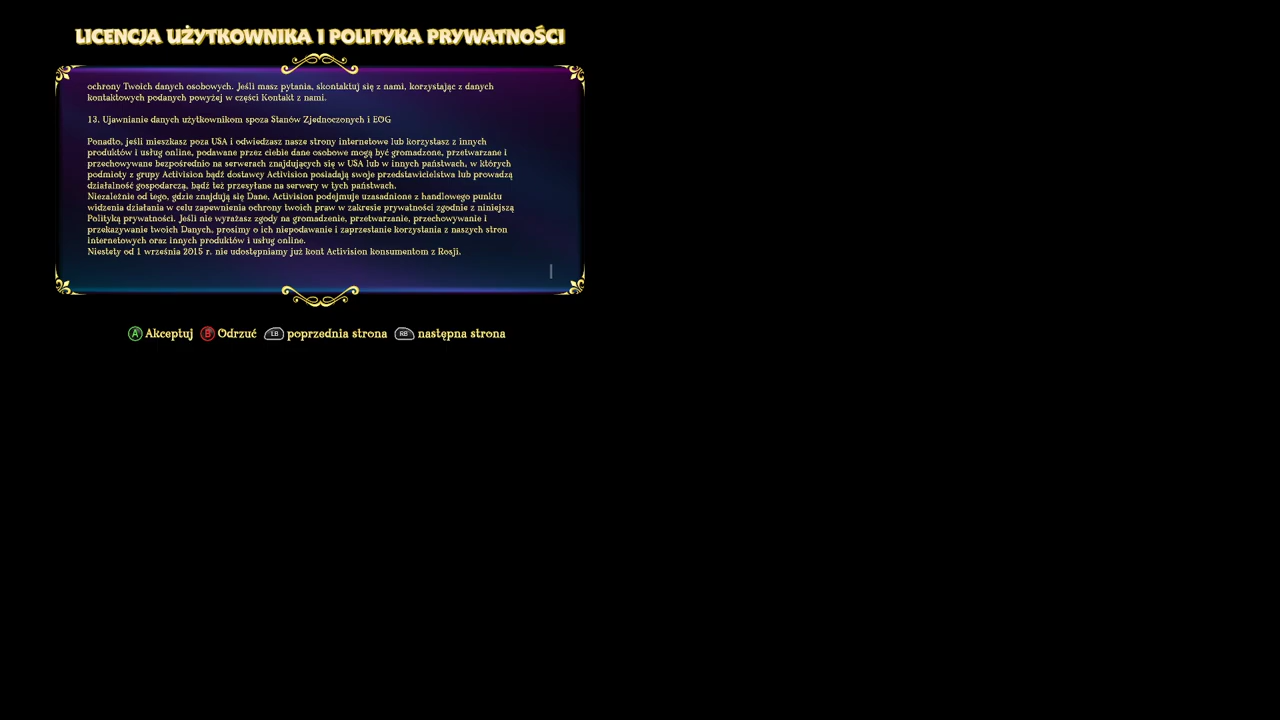 LICENCJA UŻYTKOWNIKA I POLITYKA PRYWATNOŚCI
ochrony Twoich danych osobowych. Jeśli masz pytania, skontaktuj się z nami, korzystając z danych
kontaktowych podanych powyżej w części Kontakt z nami.
13. Ujawnianie danych użytkownikom spoza Stanów Zjednoczonych i EOG
Ponadto, jeśli mieszkasz poza USA i odwiedzasz nasze strony internetowe lub korzystasz z innych
produktów i usług online, podawane przez ciebie dane osobowe mogą być gromadzone, przetwarzane i
przechowywane bezpośrednio na serwerach znajdujących się w USA lub w innych państwach, w których
podmioty z grupy Activision bądź dostawcy Activision posiadają swoje przedstawicielstwa lub prowadzą
działalność gospodarczą, bądź też przesyłane na serwery w tych państwach.
Niezależnie od tego, gdzie znajdują się Dane, Activision podejmuje uzasadnione z handlowego punktu
widzenia działania w celu zapewnienia ochrony twoich praw w zakresie prywatności zgodnie z niniejszą
Polityką prywatności. Jeśli nie wyrażasz zgody na gromadzenie, przetwarzanie, przechowywanie i
przekazywanie twoich Danych, prosimy o ich niepodawanie i zaprzestanie korzystania z naszych stron
internetowych oraz innych produktów i usług online.
Niestety od 1 września 2015 r. nie udostępniamy już kont Activision konsumentom z Rosji.
A Akceptuj B Odrzuć LB poprzednia strona RB następna strona